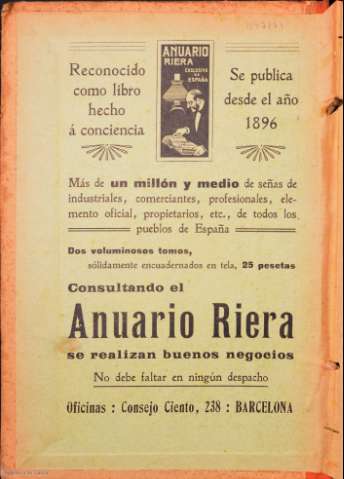 ANUARIO
RIERA
EXCLUSIVO
DE
ESPAÑA
Reconocido
como libro
hecho
á conciencia
Se publica
desde el año
1896
Más de un millón y medio de señas de
industriales, comerciantes, profesionales, ele-
mento oficial, propietarios, etc., de todos los
pueblos de España
Dos voluminosos tomos,
sólidamente encuadernados en tela, 25 pesetas
Consultando el
Anuario Riera
se realizan buenos negocios
No debe faltar en ningún despacho
Oficinas : Consejo Ciento, 238 : BARCELONA